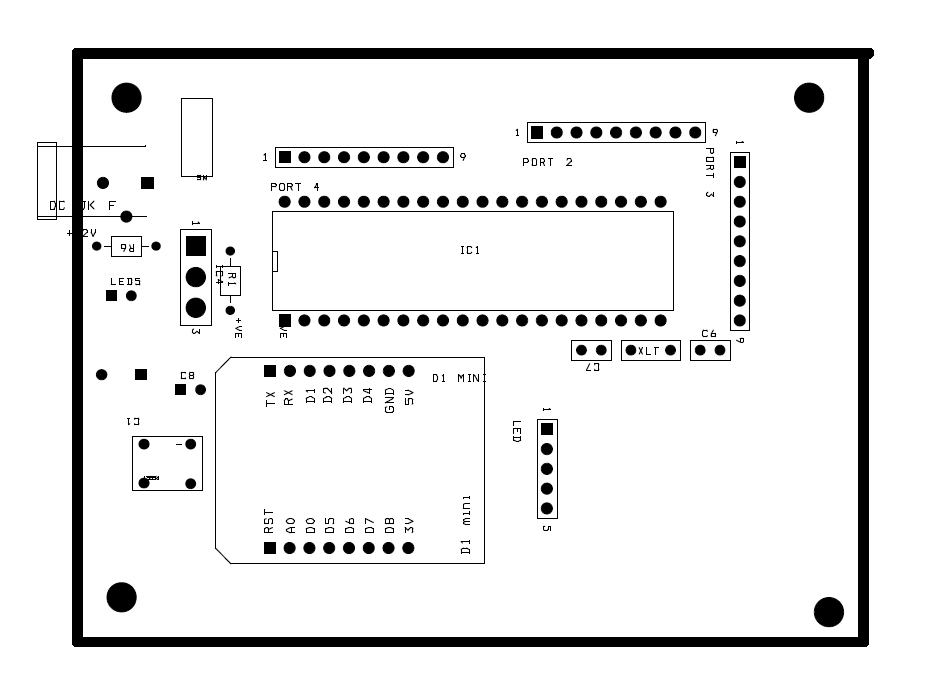 1
9
PORT 2
1
9
PORT 4
1
PORT 3
9
DC JK F
R6
LED5
1
IC4
3
R1
+VE
VE
IC1
C7
XLT
C6
C8
C1
D1 MINI
TX RX D1 D2 D3 D4 GND 5V
RST A0 D0 D5 D6 D7 D8 3V
D1 mini
1
LED
5